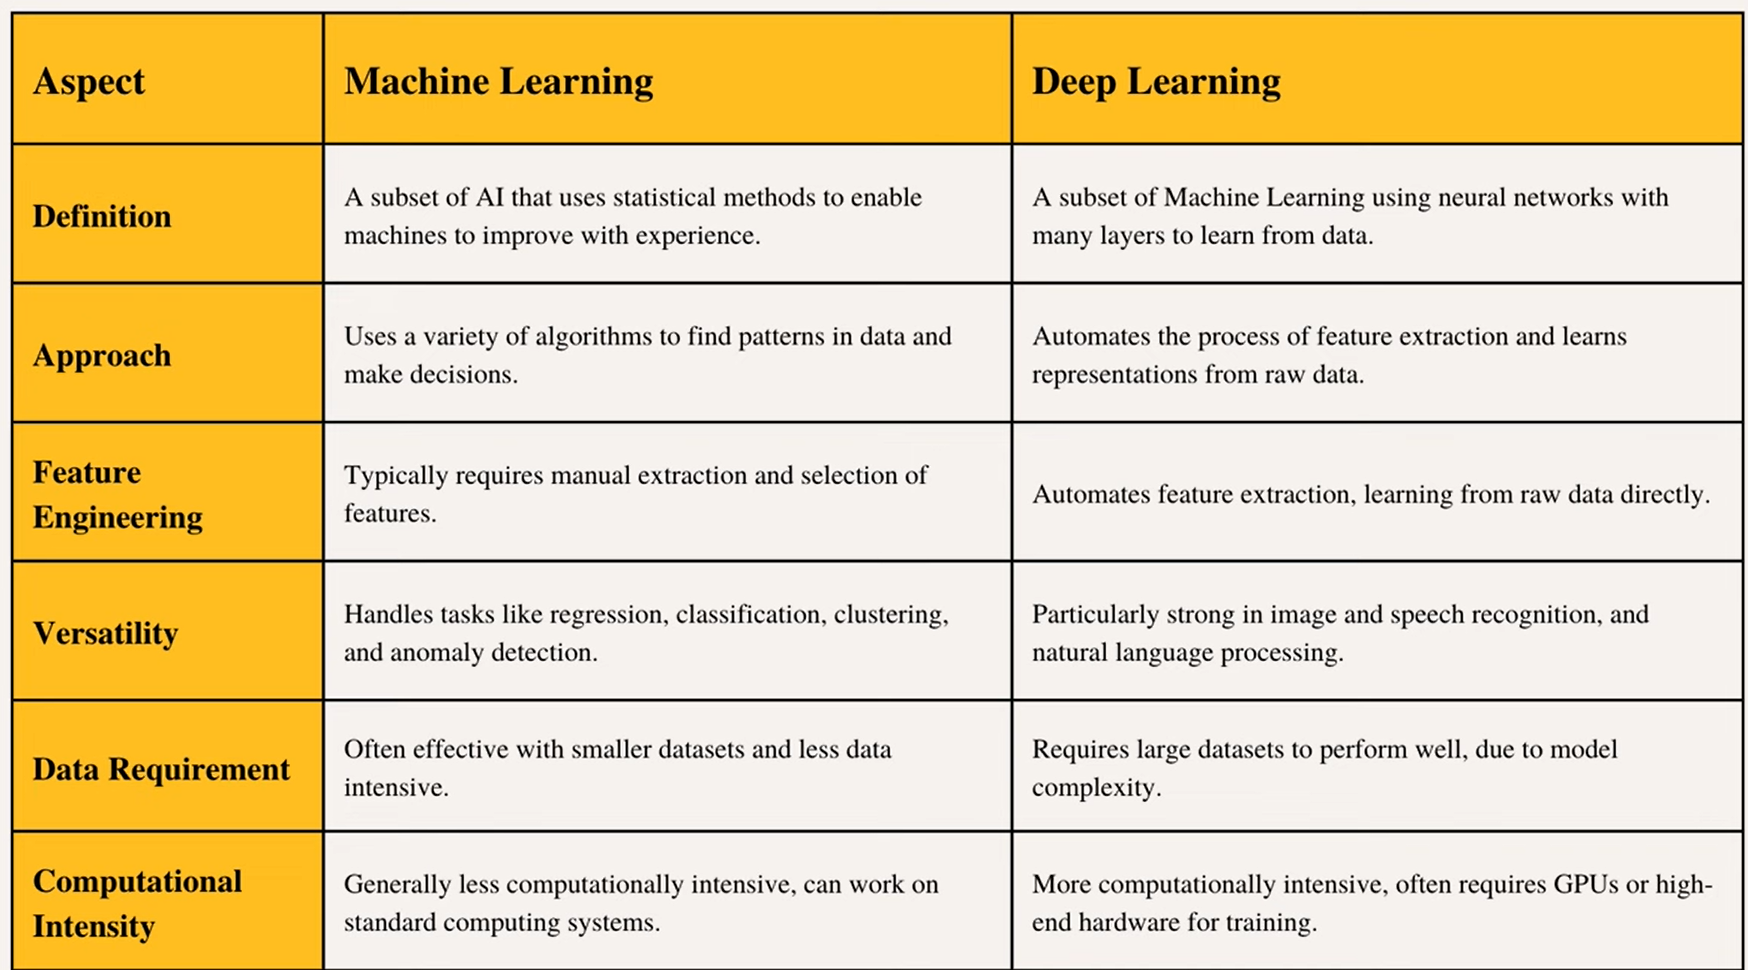 Aspect
Machine Learning
Deep Learning
Definition
A subset of AI that uses statistical methods to enable
machines to improve with experience.
A subset of Machine Learning using neural networks with
many layers to learn from data.
Approach
Uses a variety of algorithms to find patterns in data and
make decisions.
Automates the process of feature extraction and learns
representations from raw data.
Feature
Engineering
Typically requires manual extraction and selection of
features.
Automates feature extraction, learning from raw data directly.
Versatility
Handles tasks like regression, classification, clustering,
and anomaly detection.
Particularly strong in image and speech recognition, and
natural language processing.
Data Requirement
Often effective with smaller datasets and less data
intensive.
Requires large datasets to perform well, due to model
complexity.
Computational
Intensity
Generally less computationally intensive, can work on
standard computing systems.
More computationally intensive, often requires GPUs or high-
end hardware for training.